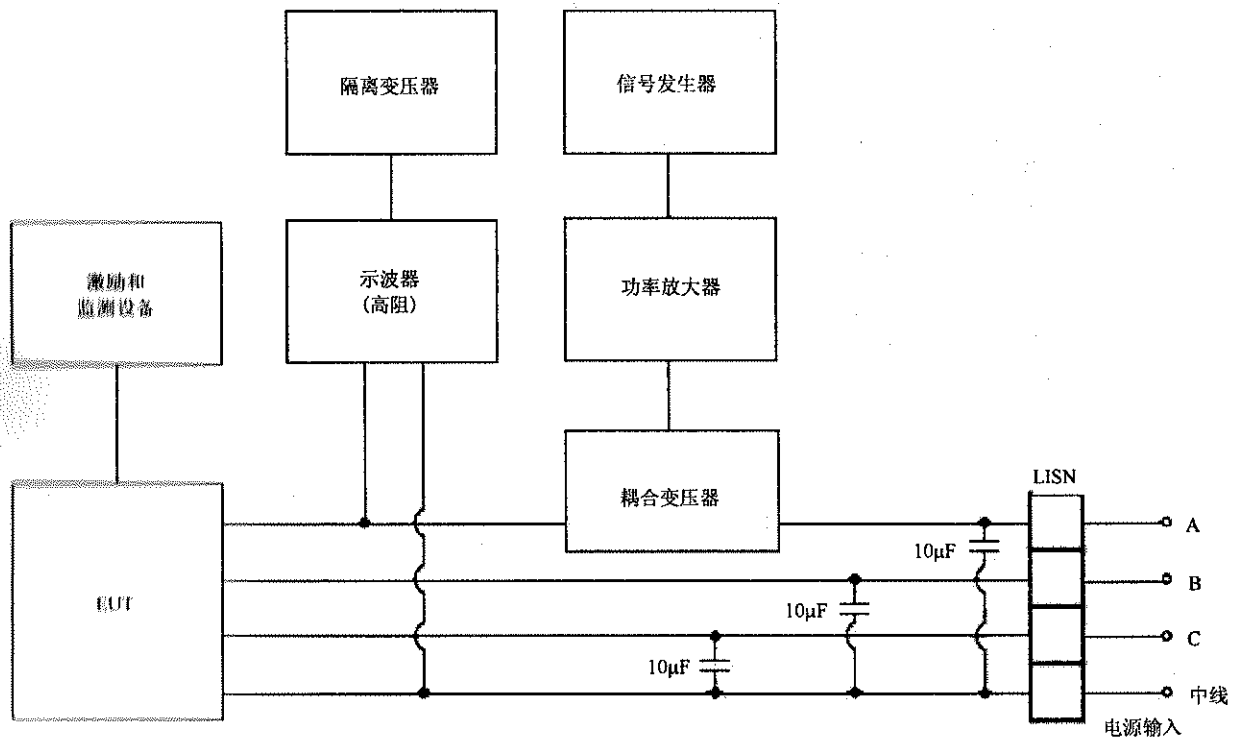 隔离变压器
信号发生器
激励和
监测设备
示波器
(高阻)
功率放大器
耦合变压器
LISN
EUT
10μF
10μF
10μF
A
B
C
中线
电源输入